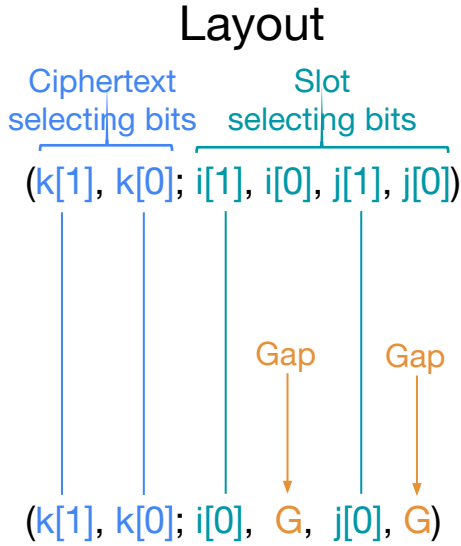 Layout
Ciphertext selecting bits
Slot selecting bits
(k[1], k[0]; i[1], i[0], j[1], j[0])
Gap
Gap
(k[1], k[0]; i[0], G, j[0], G)